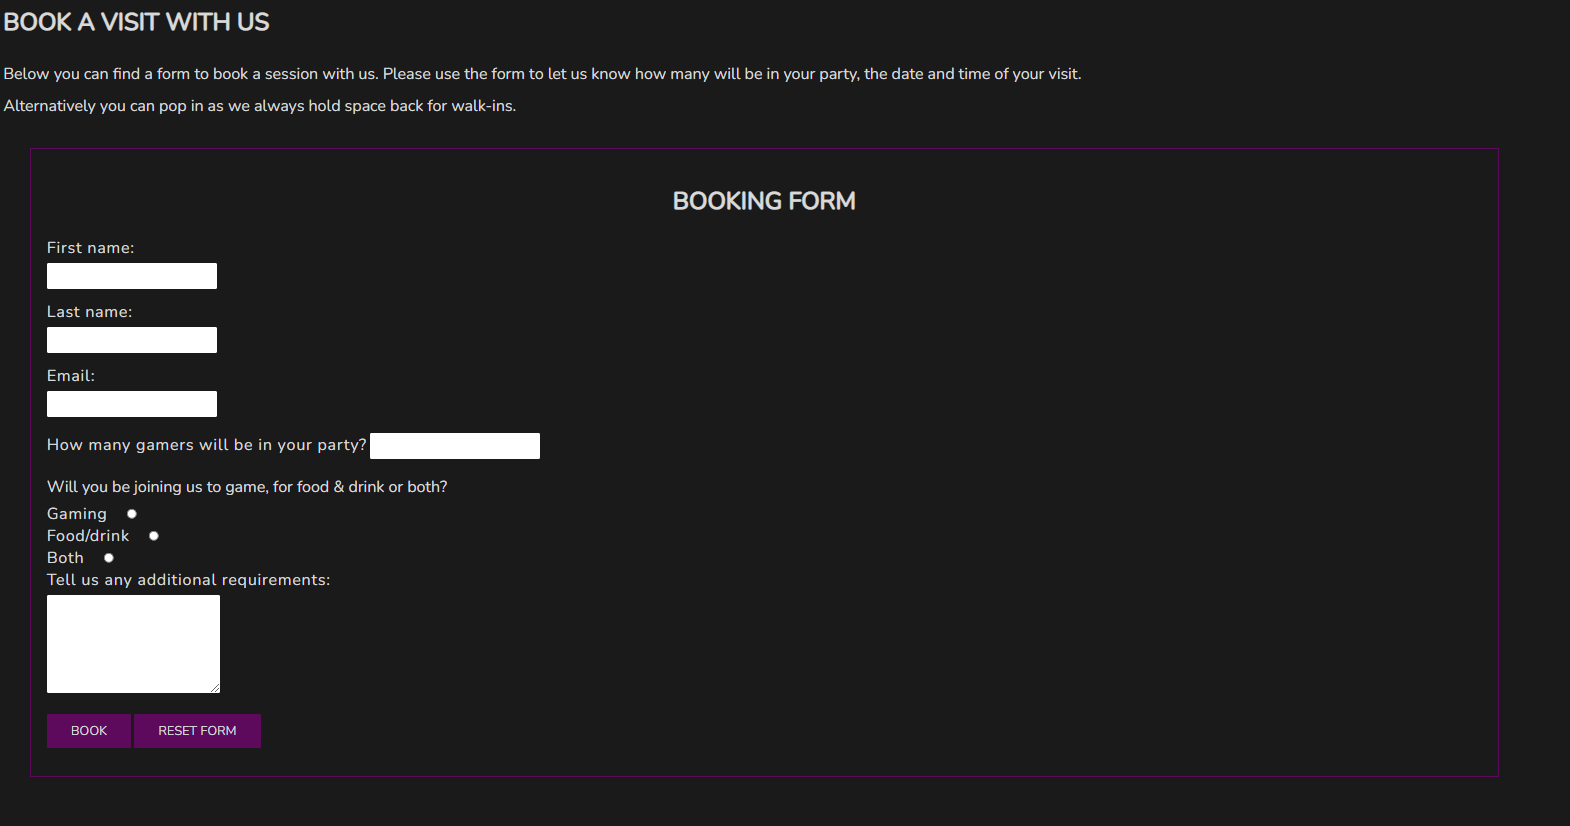 BOOK A VISIT WITH US
Below you can find a form to book a session with us. Please use the form to let us know how many will be in your party, the date and time of your visit.
Alternatively you can pop in as we always hold space back for walk-ins.
BOOKING FORM
First name:
Last name:
Email:
How many gamers will be in your party?
Will you be joining us to game, for food & drink or both?
Gaming
Food/drink
Both
Tell us any additional requirements:
BOOK RESET FORM